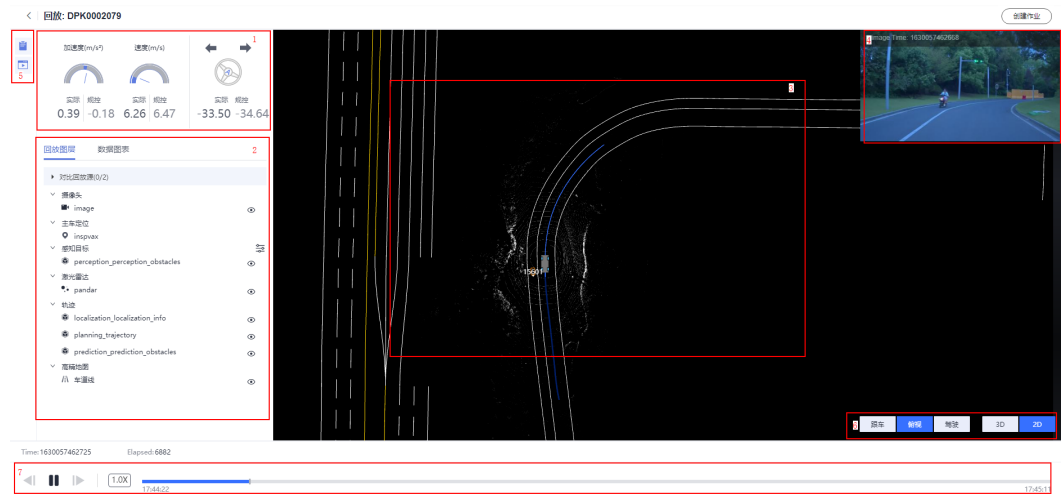 回放: DPK0002079
创建作业
加速度(m/s²) 速度(m/s) 1
实际 规控 实际 规控 实际 规控
0.39 -0.18 6.26 6.47 -33.50 -34.64
5
回放图层 数据图表 2
对比回放源(0/2)
摄像头
image
主车定位
inspvax
感知目标
perception_perception_obstacles
激光雷达
pandar
轨迹
localization_localization_info
planning_trajectory
prediction_prediction_obstacles
高精地图
车道线
3
15601
4
Image Time: 1630057462668
6 跟车 俯视 驾驶 3D 2D
Time:1630057462725 Elapsed:6882
7
1.0X
17:44:22 17:45:11